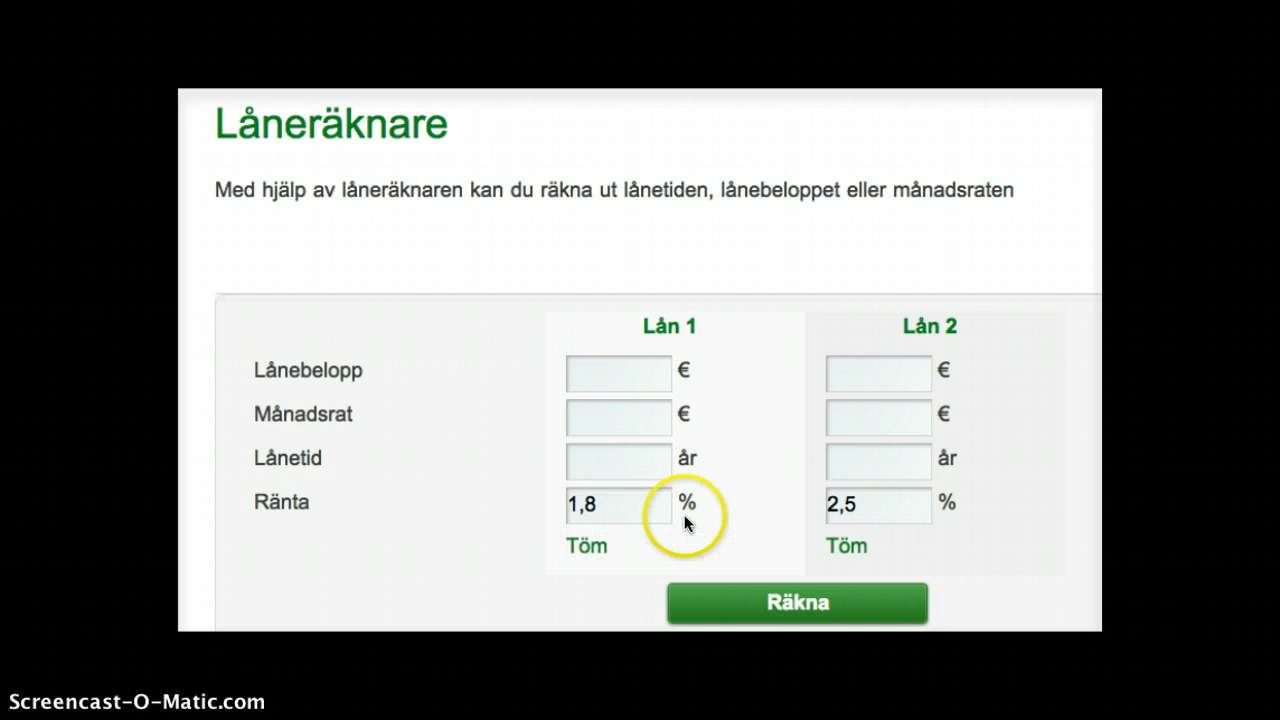 Låneräknare
Med hjälp av låneräknaren kan du räkna ut lånetiden, lånebeloppet eller månadsraten
Lån 1 Lån 2
Lånebelopp € €
Månadsrat € €
Lånetid år år
Ränta 1,8 % 2,5 %
Töm Töm
Räkna
Screencast-O-Matic.com